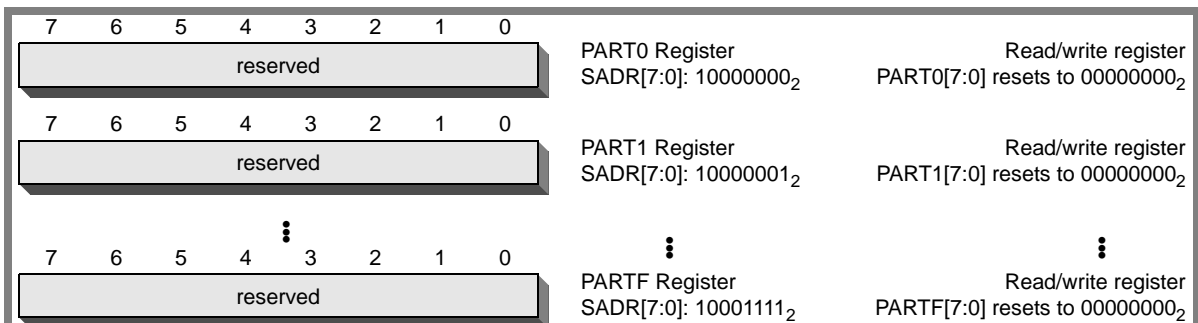 7 6 5 4 3 2 1 0
reserved
PART0 Register
SADR[7:0]: 10000000₂
Read/write register
PART0[7:0] resets to 00000000₂
7 6 5 4 3 2 1 0
reserved
PART1 Register
SADR[7:0]: 10000001₂
Read/write register
PART1[7:0] resets to 00000000₂
7 6 5 4 3 2 1 0
reserved
PARTF Register
SADR[7:0]: 10001111₂
Read/write register
PARTF[7:0] resets to 00000000₂